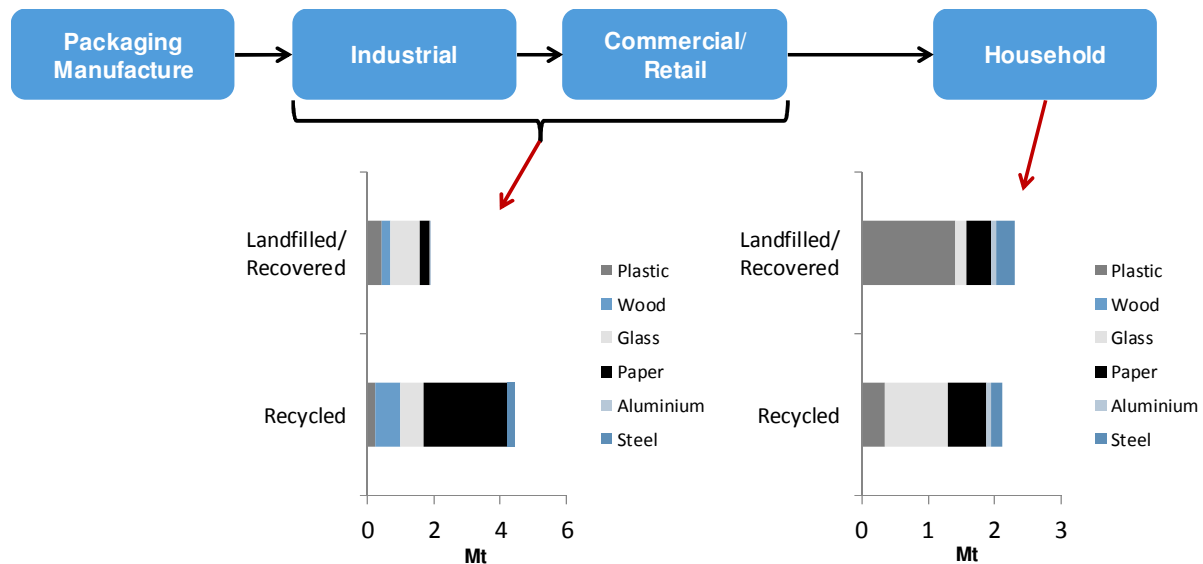 Packaging
Manufacture
Industrial
Commercial/
Retail
Household
Landfilled/
Recovered
Recycled
Plastic
Wood
Glass
Paper
Aluminium
Steel
0 2 4 6
Mt
Landfilled/
Recovered
Recycled
Plastic
Wood
Glass
Paper
Aluminium
Steel
0 1 2 3
Mt